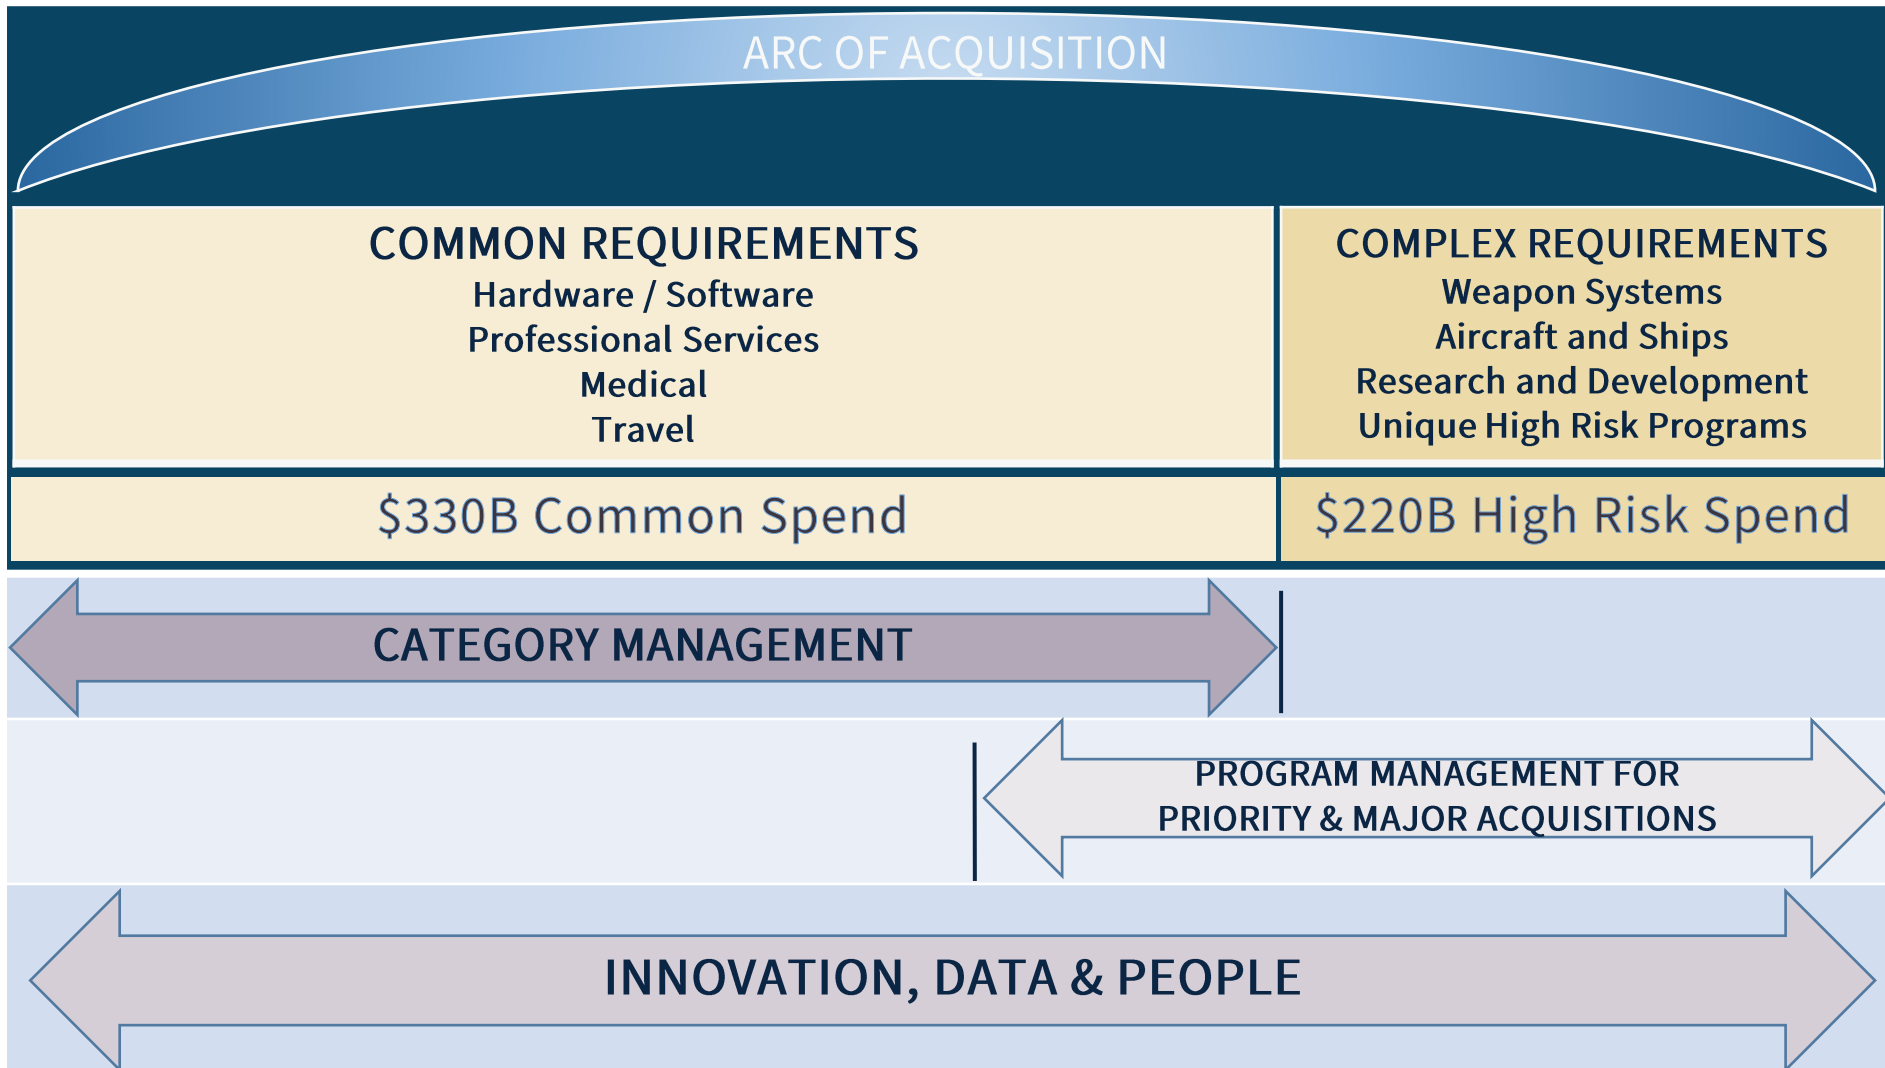 ARC OF ACQUISITION
COMMON REQUIREMENTS
Hardware / Software
Professional Services
Medical
Travel
COMPLEX REQUIREMENTS
Weapon Systems
Aircraft and Ships
Research and Development
Unique High Risk Programs
$330B Common Spend
$220B High Risk Spend
CATEGORY MANAGEMENT
PROGRAM MANAGEMENT FOR
PRIORITY & MAJOR ACQUISITIONS
INNOVATION, DATA & PEOPLE